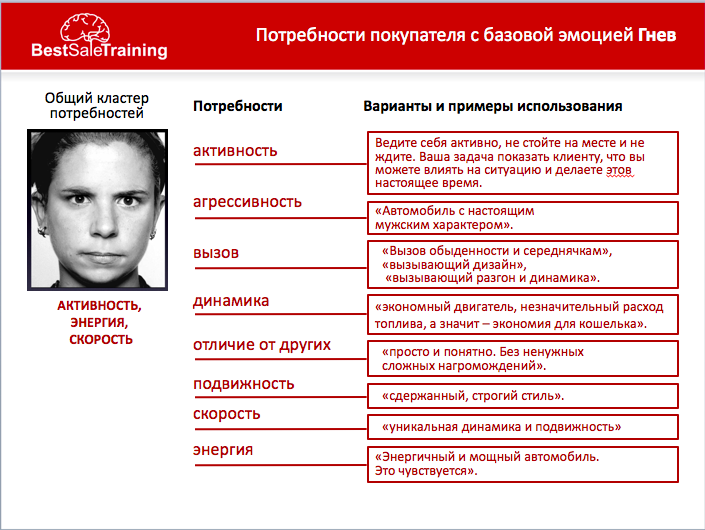 BestSaleTraining
Потребности покупателя с базовой эмоцией Гнев
Общий кластер
потребностей
АКТИВНОСТЬ,
ЭНЕРГИЯ,
СКОРОСТЬ
Потребности
Варианты и примеры использования
активность
Ведите себя активно, не стойте на месте и не
ждите. Ваша задача показать клиенту, что вы
можете влиять на ситуацию и делаете этов
настоящее время.
агрессивность
«Автомобиль с настоящим
мужским характером».
вызов
«Вызов обыденности и середнячкам»,
«вызывающий дизайн»,
«вызывающий разгон и динамика».
динамика
«экономный двигатель, незначительный расход
топлива, а значит – экономия для кошелька».
отличие от других
«просто и понятно. Без ненужных
сложных нагромождений».
подвижность
«сдержанный, строгий стиль».
скорость
«уникальная динамика и подвижность»
энергия
«Энергичный и мощный автомобиль.
Это чувствуется».